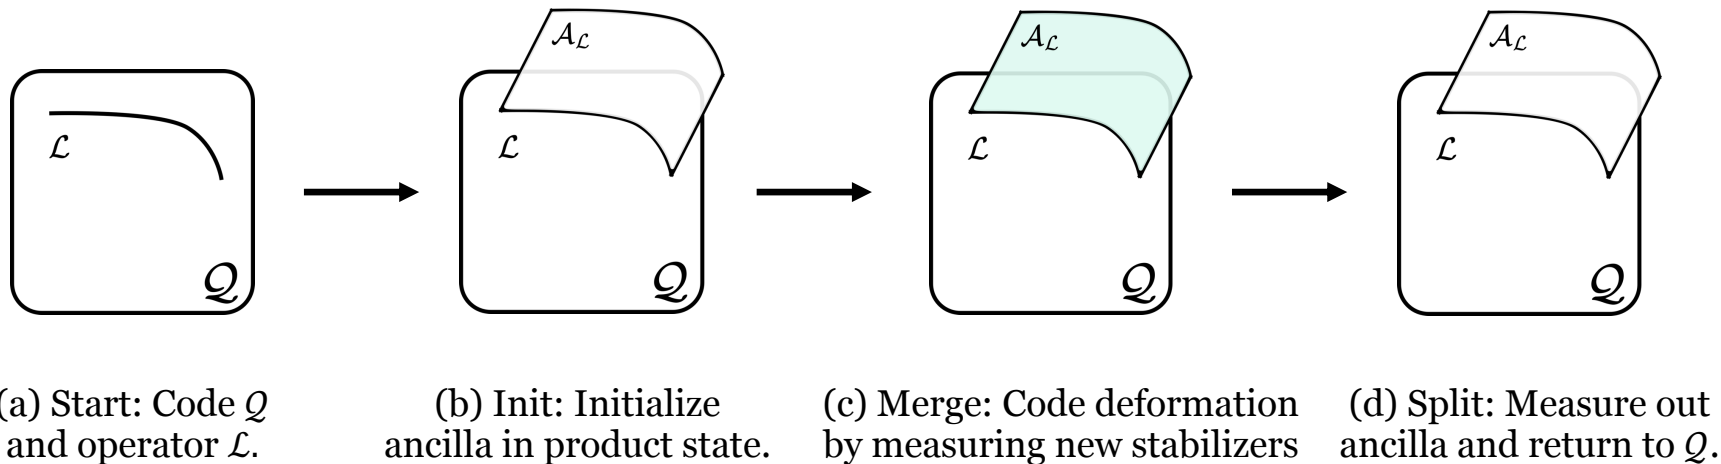 𝒜_ℒ
𝒜_ℒ
𝒜_ℒ
ℒ
ℒ
ℒ
ℒ
𝒬
𝒬
𝒬
𝒬
(a) Start: Code 𝒬
and operator ℒ.
(b) Init: Initialize
ancilla in product state.
(c) Merge: Code deformation
by measuring new stabilizers
(d) Split: Measure out
ancilla and return to 𝒬.